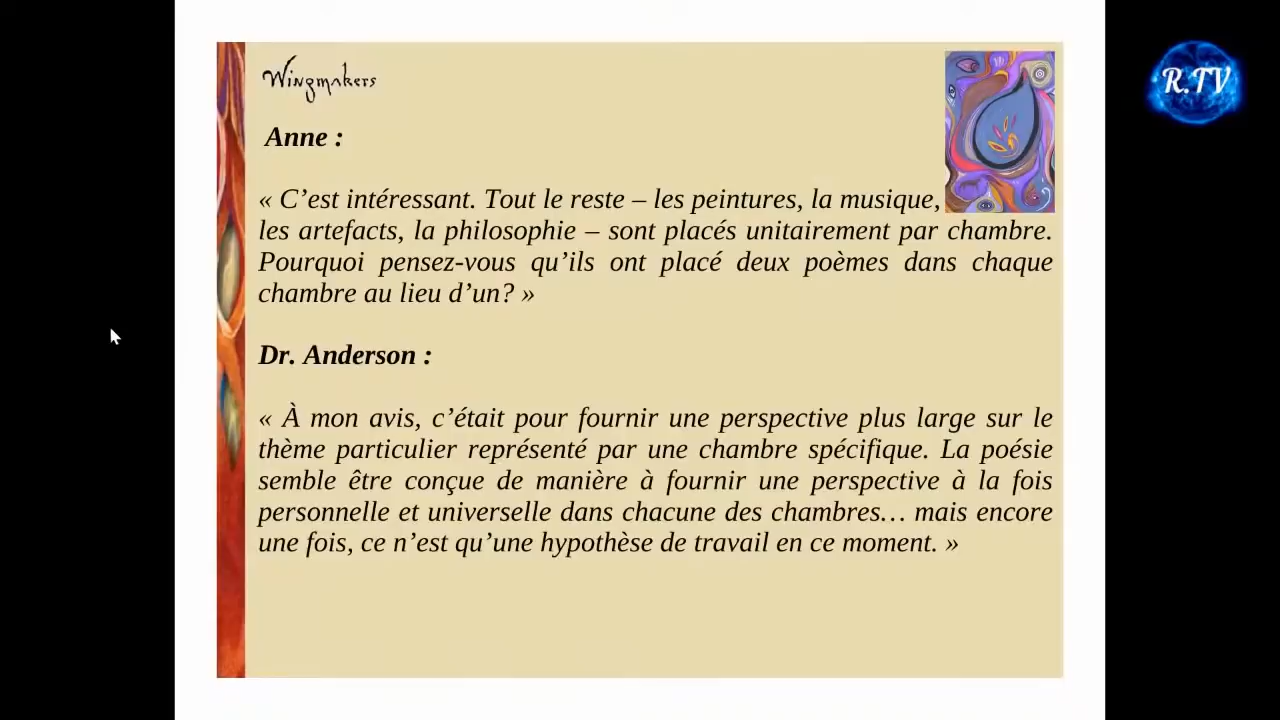 Wingmakers
R.TV
Anne :
« C’est intéressant. Tout le reste – les peintures, la musique,
les artefacts, la philosophie – sont placés unitairement par chambre.
Pourquoi pensez-vous qu’ils ont placé deux poèmes dans chaque
chambre au lieu d’un? »
Dr. Anderson :
« À mon avis, c’était pour fournir une perspective plus large sur le
thème particulier représenté par une chambre spécifique. La poésie
semble être conçue de manière à fournir une perspective à la fois
personnelle et universelle dans chacune des chambres… mais encore
une fois, ce n’est qu’une hypothèse de travail en ce moment. »